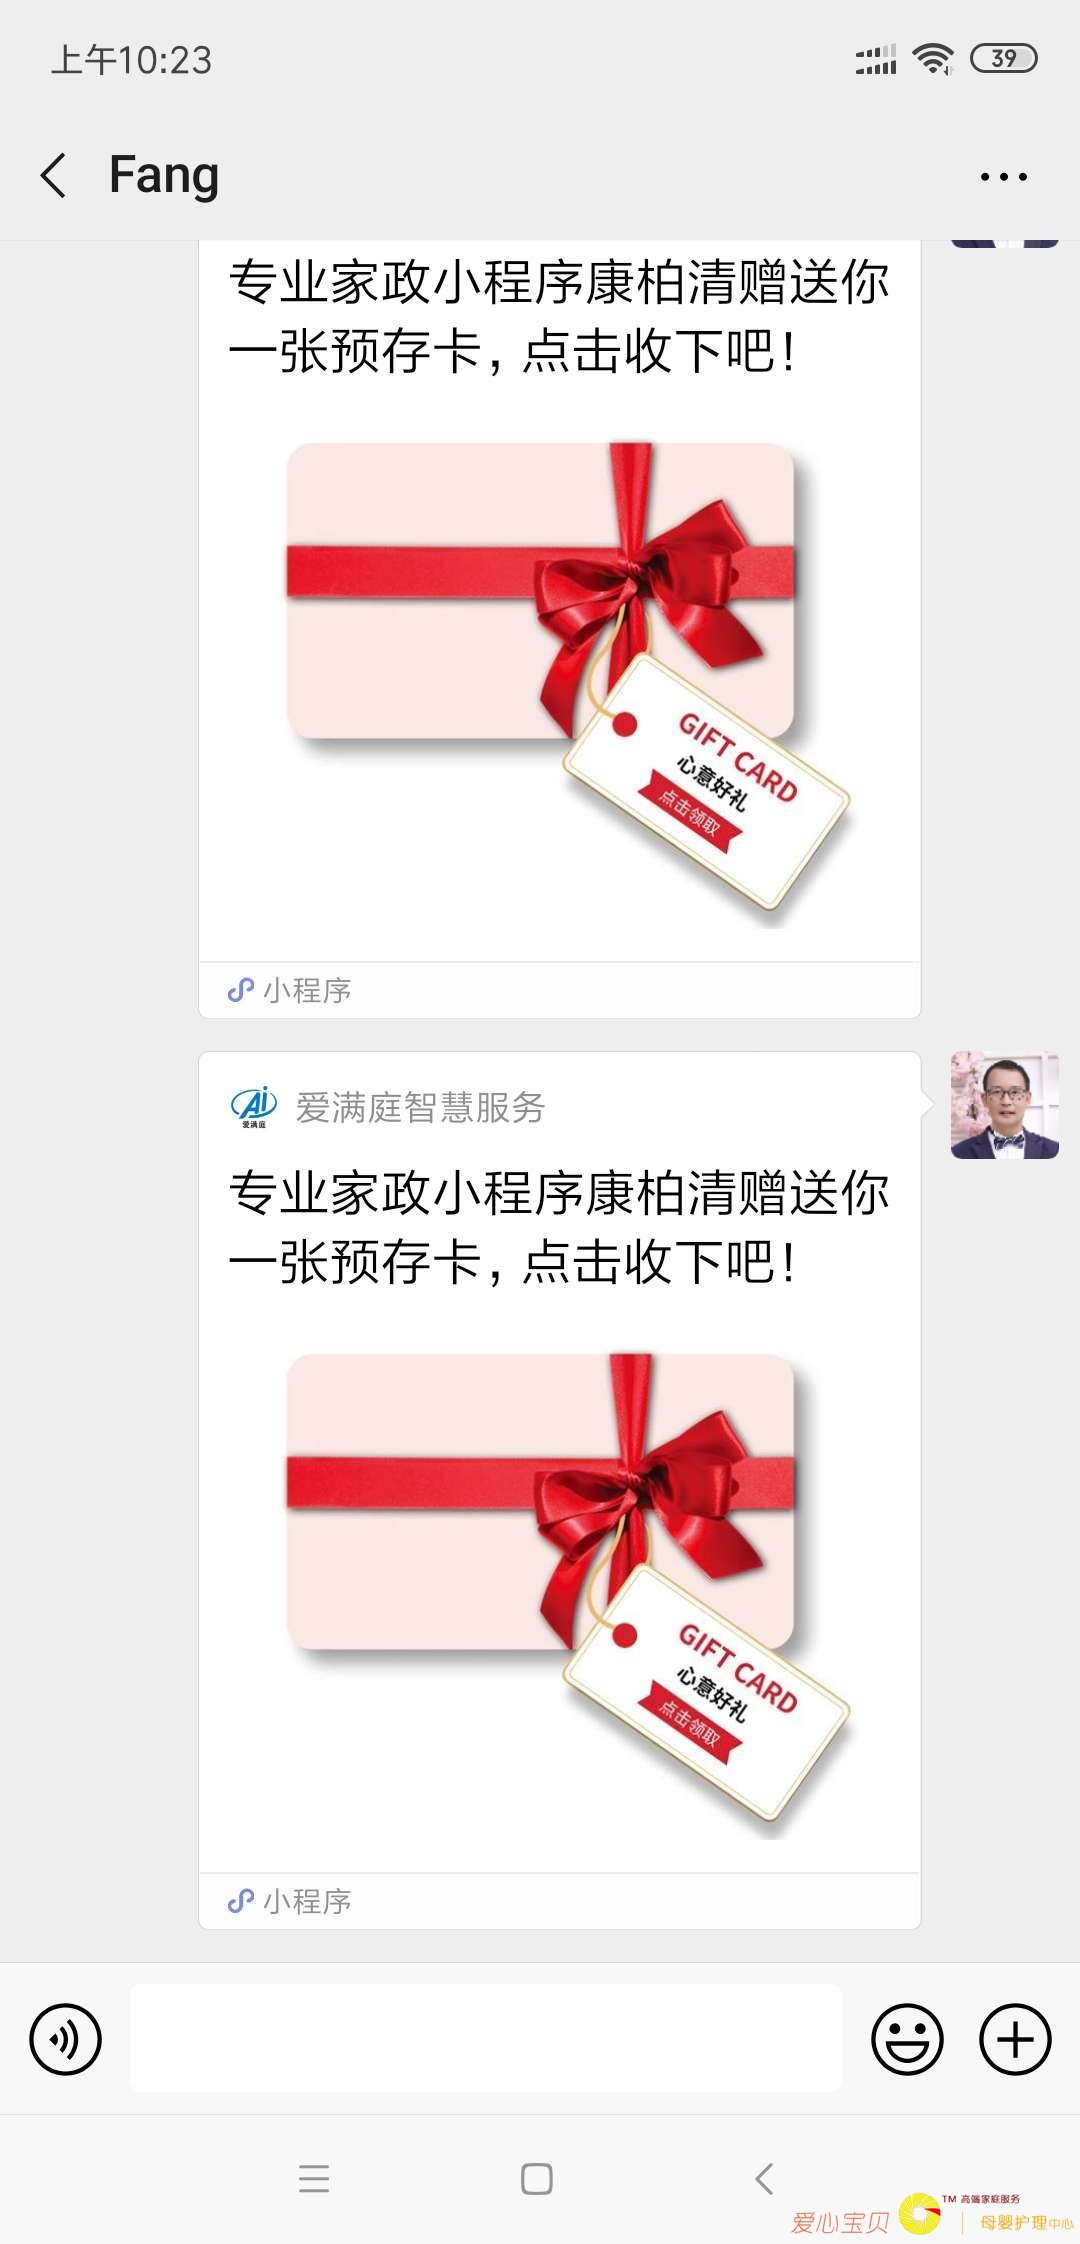 上午10:23
39
Fang
专业家政小程序康柏清赠送你
一张预存卡，点击收下吧！
GIFT CARD
心意好礼
点击领取
小程序
Ai
爱满庭
爱满庭智慧服务
专业家政小程序康柏清赠送你
一张预存卡，点击收下吧！
GIFT CARD
心意好礼
点击领取
小程序
爱心宝贝 TM 高端家庭服务
母婴护理中心